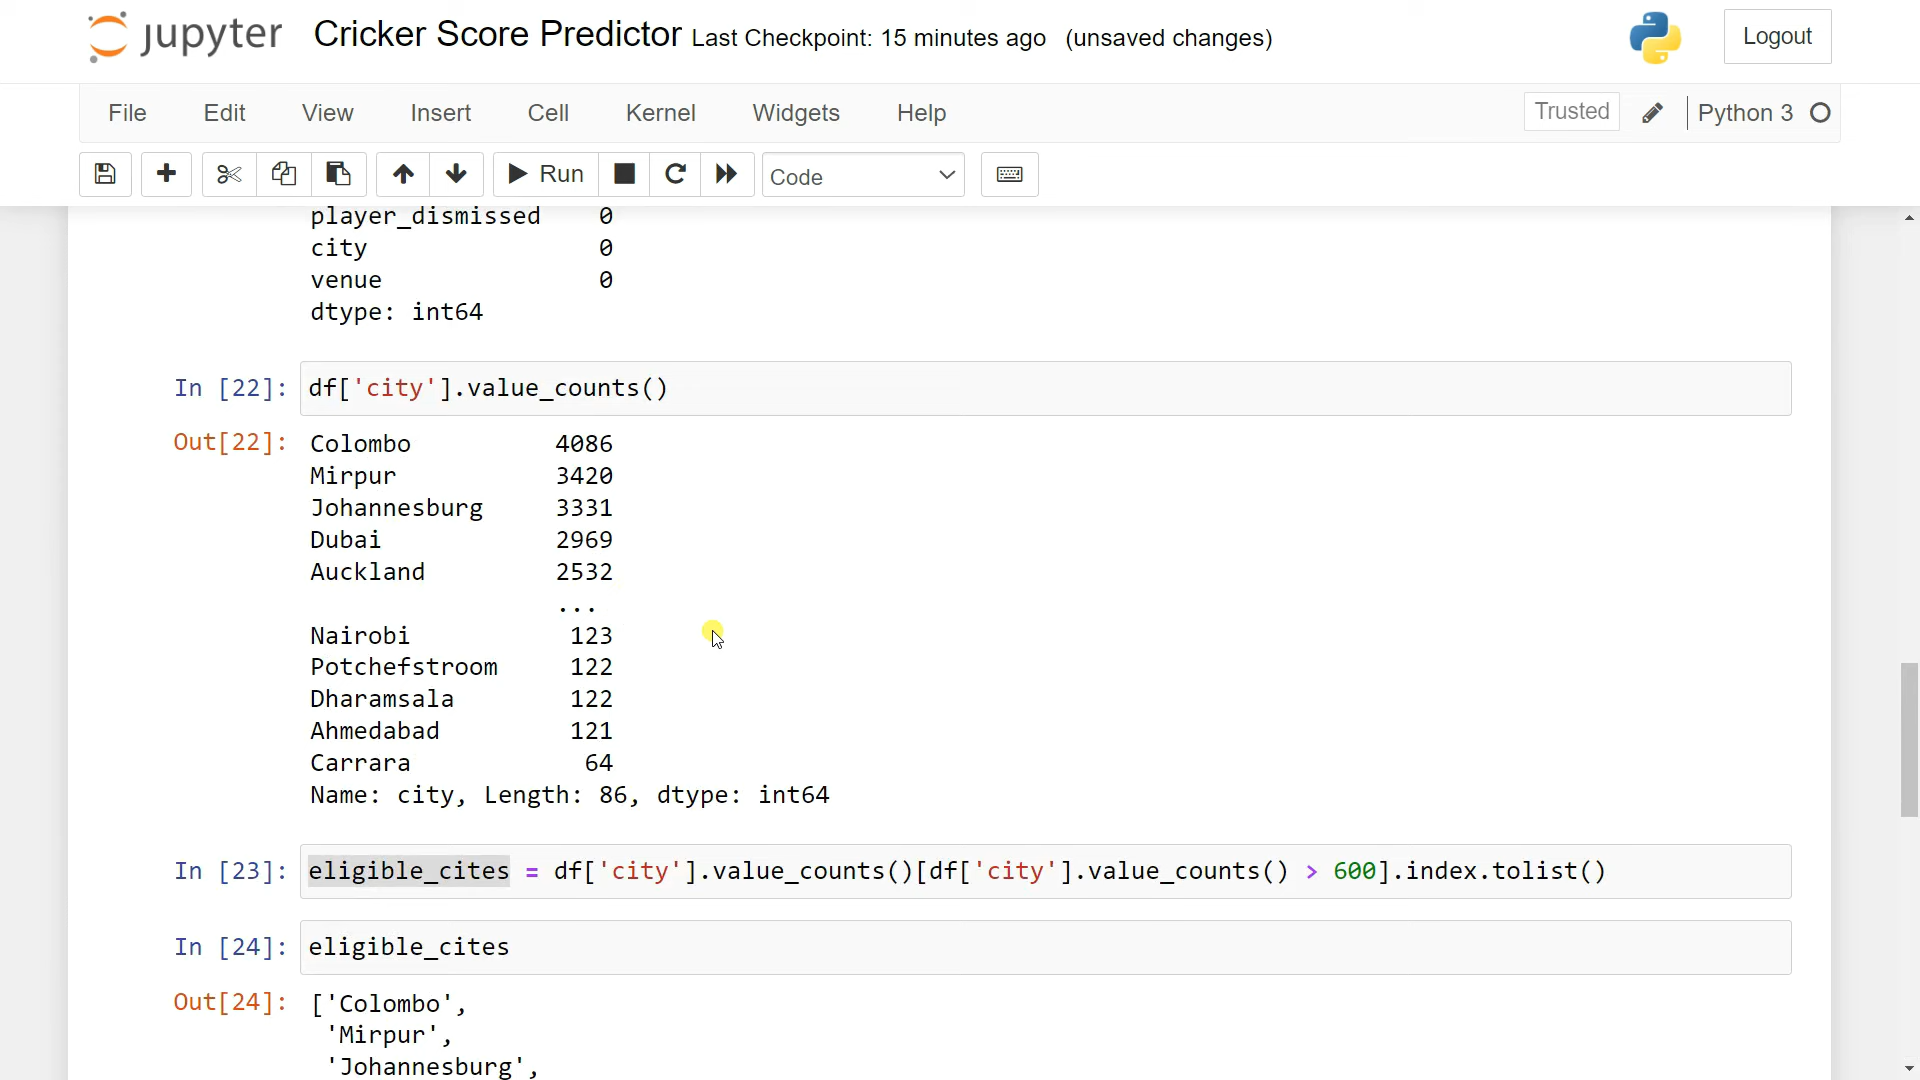 jupyter Cricker Score Predictor Last Checkpoint: 15 minutes ago (unsaved changes) Logout
File Edit View Insert Cell Kernel Widgets Help Trusted Python 3
Run Code
player_dismissed 0
city 0
venue 0
dtype: int64
In [22]: df['city'].value_counts()
Out[22]: Colombo 4086
Mirpur 3420
Johannesburg 3331
Dubai 2969
Auckland 2532
...
Nairobi 123
Potchefstroom 122
Dharamsala 122
Ahmedabad 121
Carrara 64
Name: city, Length: 86, dtype: int64
In [23]: eligible_cites = df['city'].value_counts()[df['city'].value_counts() > 600].index.tolist()
In [24]: eligible_cites
Out[24]: ['Colombo',
'Mirpur',
'Johannesburg',